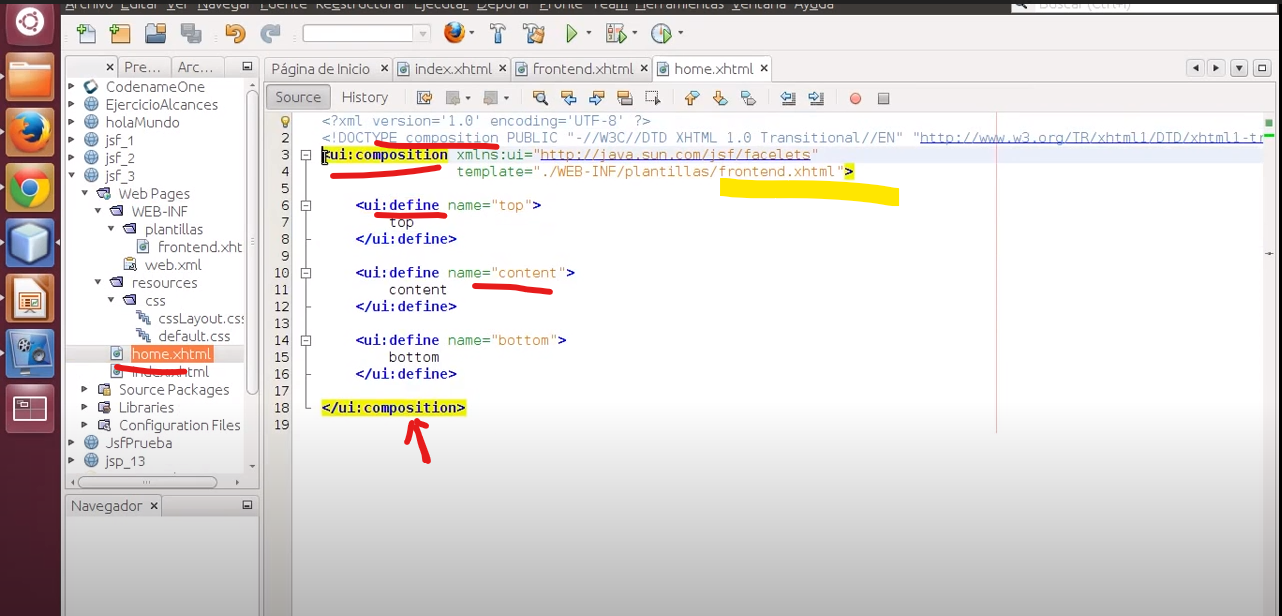 Archivo Editar Ver Navegar Fuente Reestructurar Ejecutar Depurar Profile Team Herramientas Ventana Ayuda
Buscar (Ctrl+I)
Pre... Arc...
CodenameOne
EjercicioAlcances
holaMundo
jsf_1
jsf_2
jsf_3
Web Pages
WEB-INF
plantillas
frontend.xht
web.xml
resources
css
cssLayout.css
default.css
home.xhtml
index.xhtml
Source Packages
Libraries
Configuration Files
JsfPrueba
jsp_13
Navegador
Página de Inicio index.xhtml frontend.xhtml home.xhtml
Source History
<?xml version='1.0' encoding='UTF-8' ?>
2 <!DOCTYPE composition PUBLIC "-//W3C//DTD XHTML 1.0 Transitional//EN" "http://www.w3.org/TR/xhtml1/DTD/xhtml1-tr
3 <ui:composition xmlns:ui="http://java.sun.com/jsf/facelets"
4 template="./WEB-INF/plantillas/frontend.xhtml">
5
6 <ui:define name="top">
7 top
8 </ui:define>
9
10 <ui:define name="content">
11 content
12 </ui:define>
13
14 <ui:define name="bottom">
15 bottom
16 </ui:define>
17
18 </ui:composition>
19